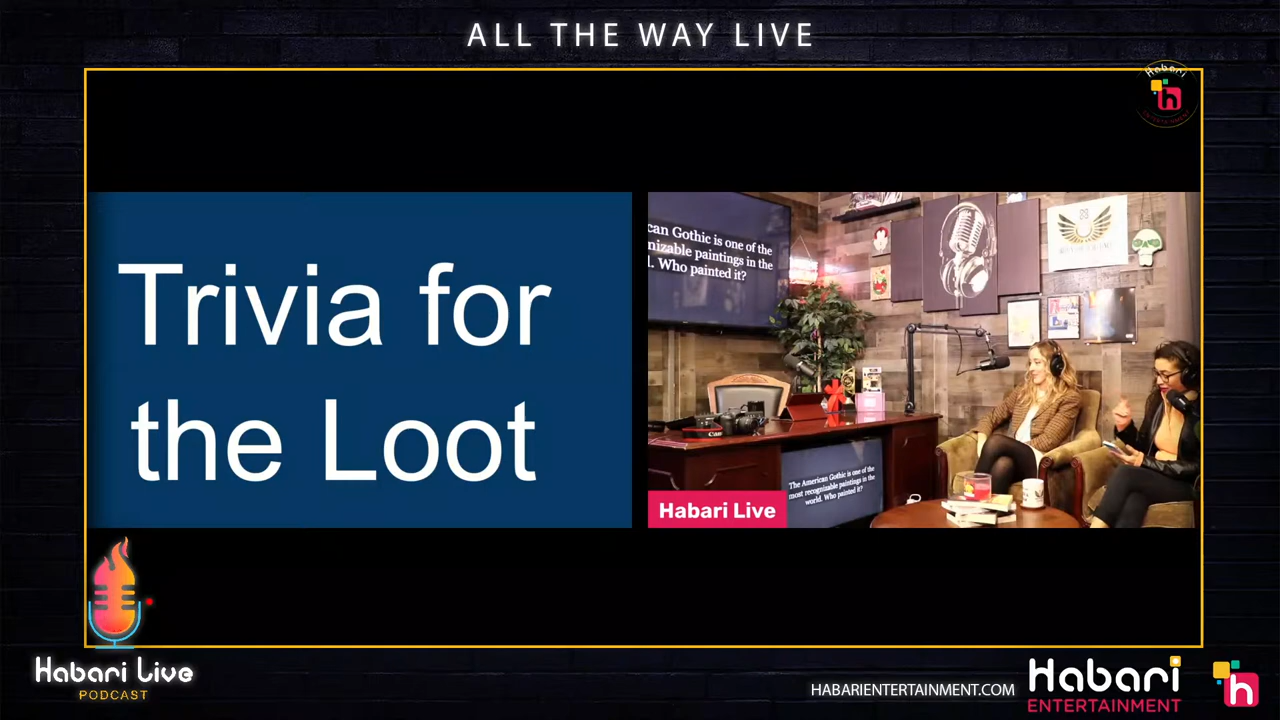 ALL THE WAY LIVE
Habari
ENTERTAINMENT
Trivia for
the Loot
can Gothic is one of the
nizable paintings in the
l. Who painted it?
The American Gothic is one of the
most recognizable paintings in the
world. Who painted it?
Habari Live
Habari Live
PODCAST
HABARIENTERTAINMENT.COM
Habari
ENTERTAINMENT
h